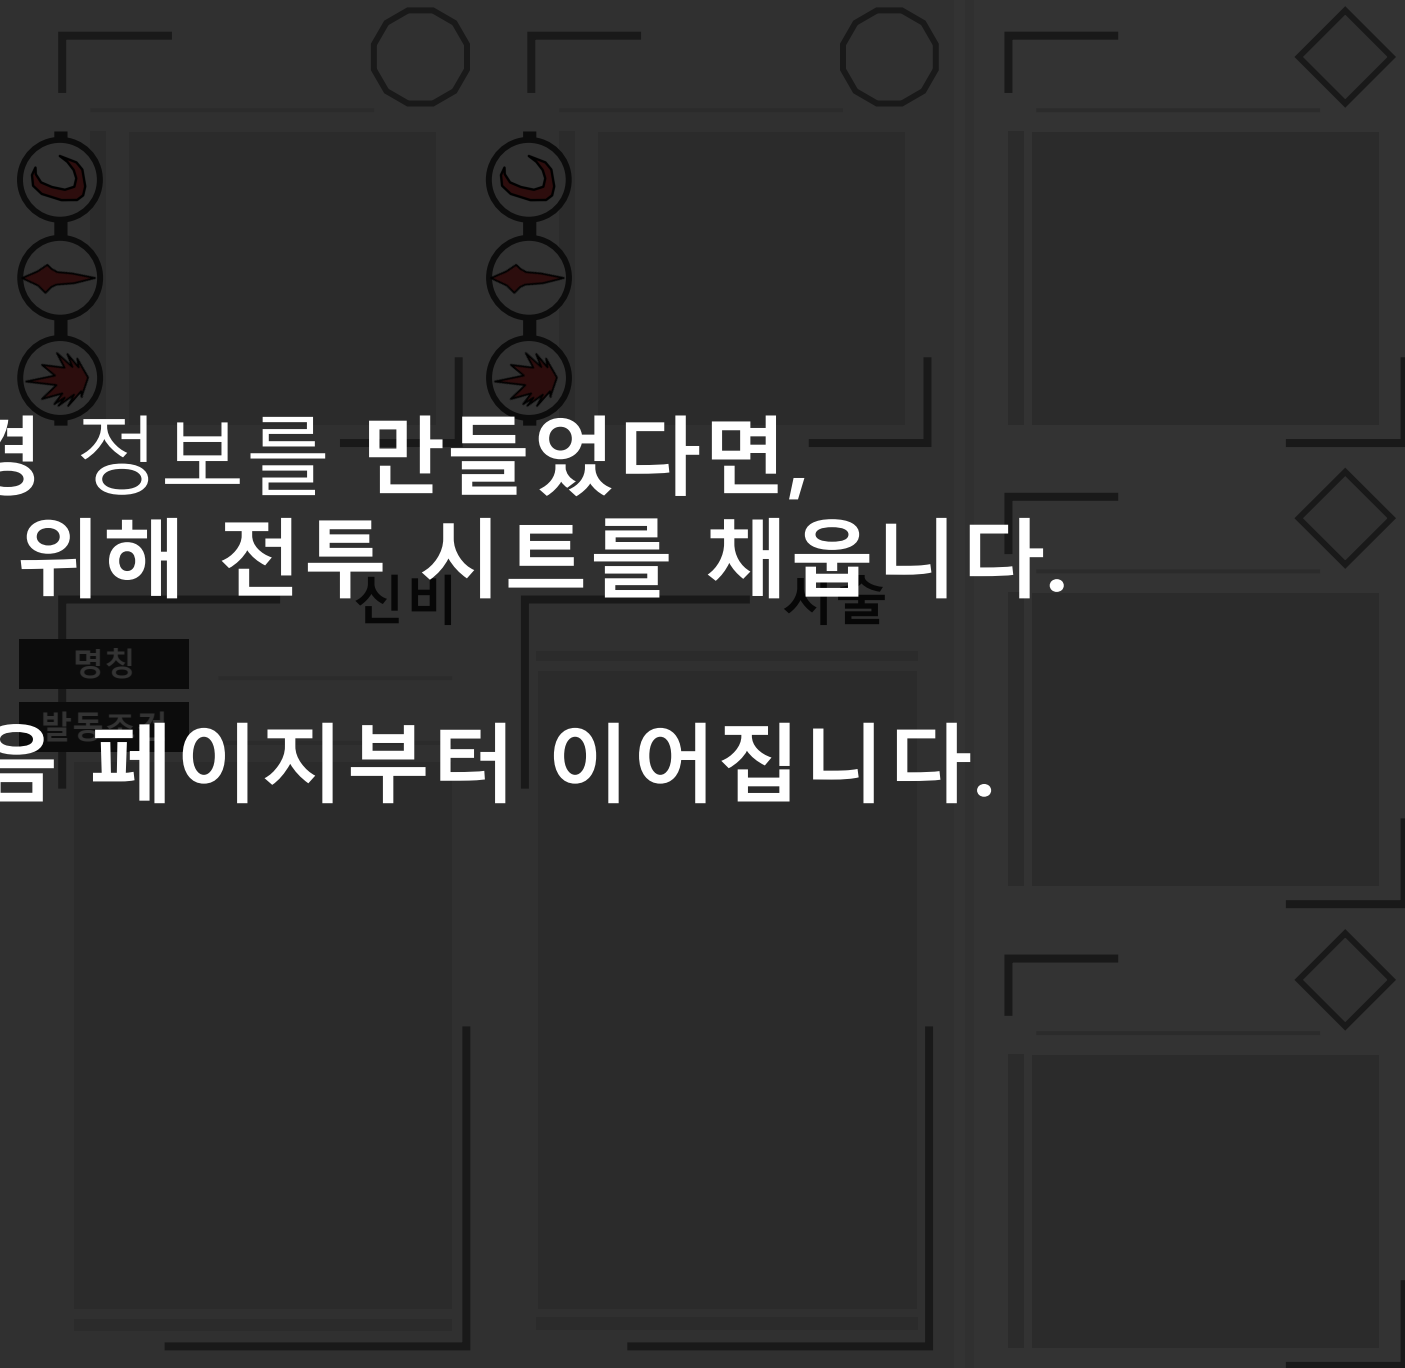 정보를 만들었다면,
위해 전투 시트를 채웁니다.
신비
시술
명칭
발동조건
페이지부터 이어집니다.